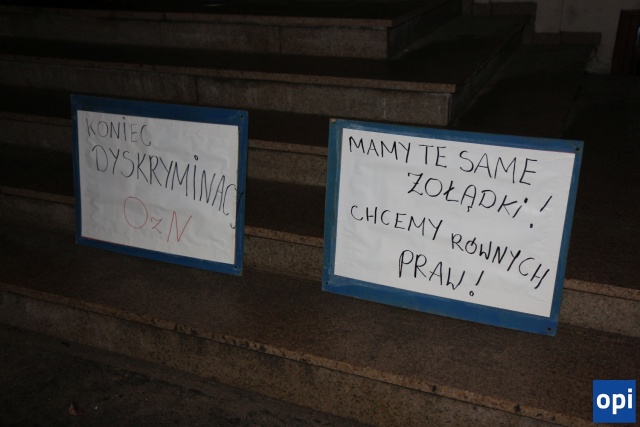 KONIEC
DYSKRYMINACJ
OzN
MAMY TE SAME
ŻOŁĄDKI!
CHCEMY RÓWNYCH
PRAW!
opi